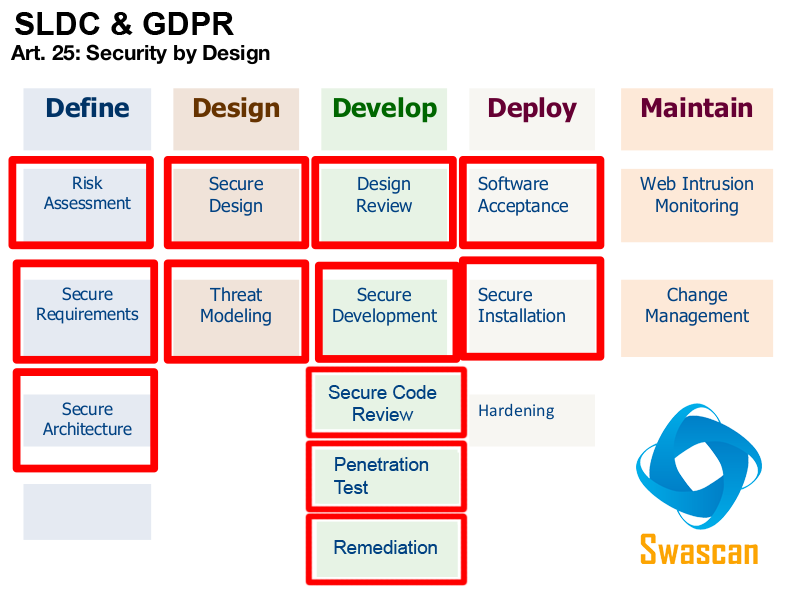 SLDC & GDPR
Art. 25: Security by Design
Define
Design
Develop
Deploy
Maintain
Risk
Assessment
Secure
Design
Design
Review
Software
Acceptance
Web Intrusion
Monitoring
Secure
Requirements
Threat
Modeling
Secure
Development
Secure
Installation
Change
Management
Secure
Architecture
Secure Code
Review
Hardening
Penetration
Test
Remediation
Swascan